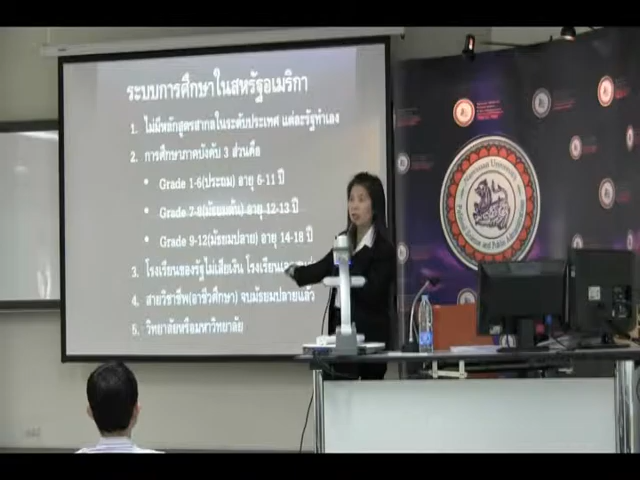 ระบบการศึกษาในสหรัฐอเมริกา
1. ไม่มีหลักสูตรสากลในระดับประเทศ แต่ละรัฐทำเอง
2. การศึกษาภาคบังคับ 3 ส่วนคือ
• Grade 1-6(ประถม) อายุ 6-11 ปี
• Grade 7-8(มัธยมต้น) อายุ 12-13 ปี
• Grade 9-12(มัธยมปลาย) อายุ 14-18 ปี
3. โรงเรียนของรัฐไม่เสียเงิน
4. สายวิชาชีพ(อาชีวศึกษา) จบมัธยมปลายแล้ว
5. วิทยาลัยหรือมหาวิทยาลัย
Naresuan University
Political Science and Public Administration